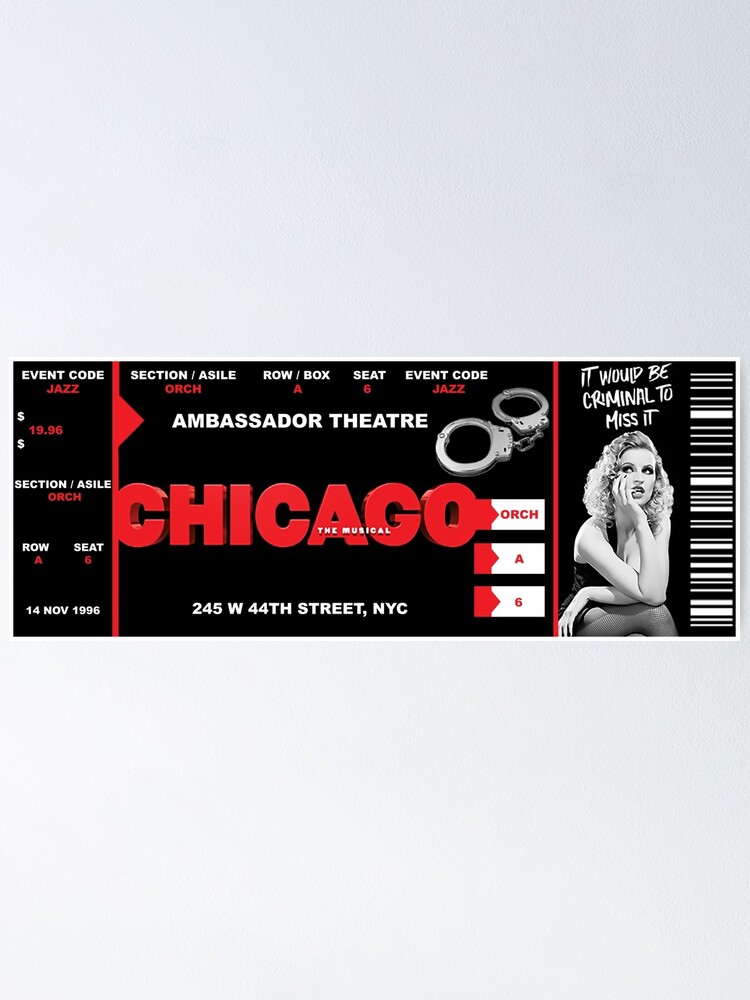 EVENT CODE
JAZZ
$
19.96
$
SECTION / ASILE
ORCH
ROW SEAT
A 6
14 NOV 1996
SECTION / ASILE ROW / BOX SEAT EVENT CODE
ORCH A 6 JAZZ
AMBASSADOR THEATRE
CHICAGO
THE MUSICAL
245 W 44TH STREET, NYC
ORCH
A
6
IT WOULD BE
CRIMINAL TO
MISS IT